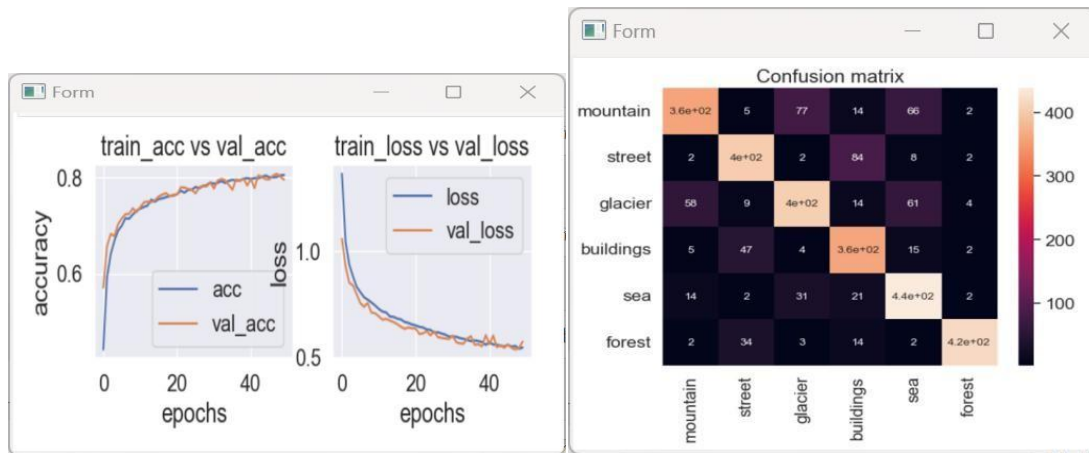 Form
train_acc vs val_acc
train_loss vs val_loss
0.8
0.6
accuracy
acc
val_acc
0
20
40
epochs
loss
1.0
0.5
loss
val_loss
0
20
40
epochs
Form
Confusion matrix
mountain 3.6e+02 5 77 14 66 2
street 2 4e+02 2 84 8 2
glacier 58 9 4e+02 14 61 4
buildings 5 47 4 3.6e+02 15 2
sea 14 2 31 21 4.4e+02 2
forest 2 34 3 14 2 4.2e+02
mountain street glacier buildings sea forest
400
300
200
100